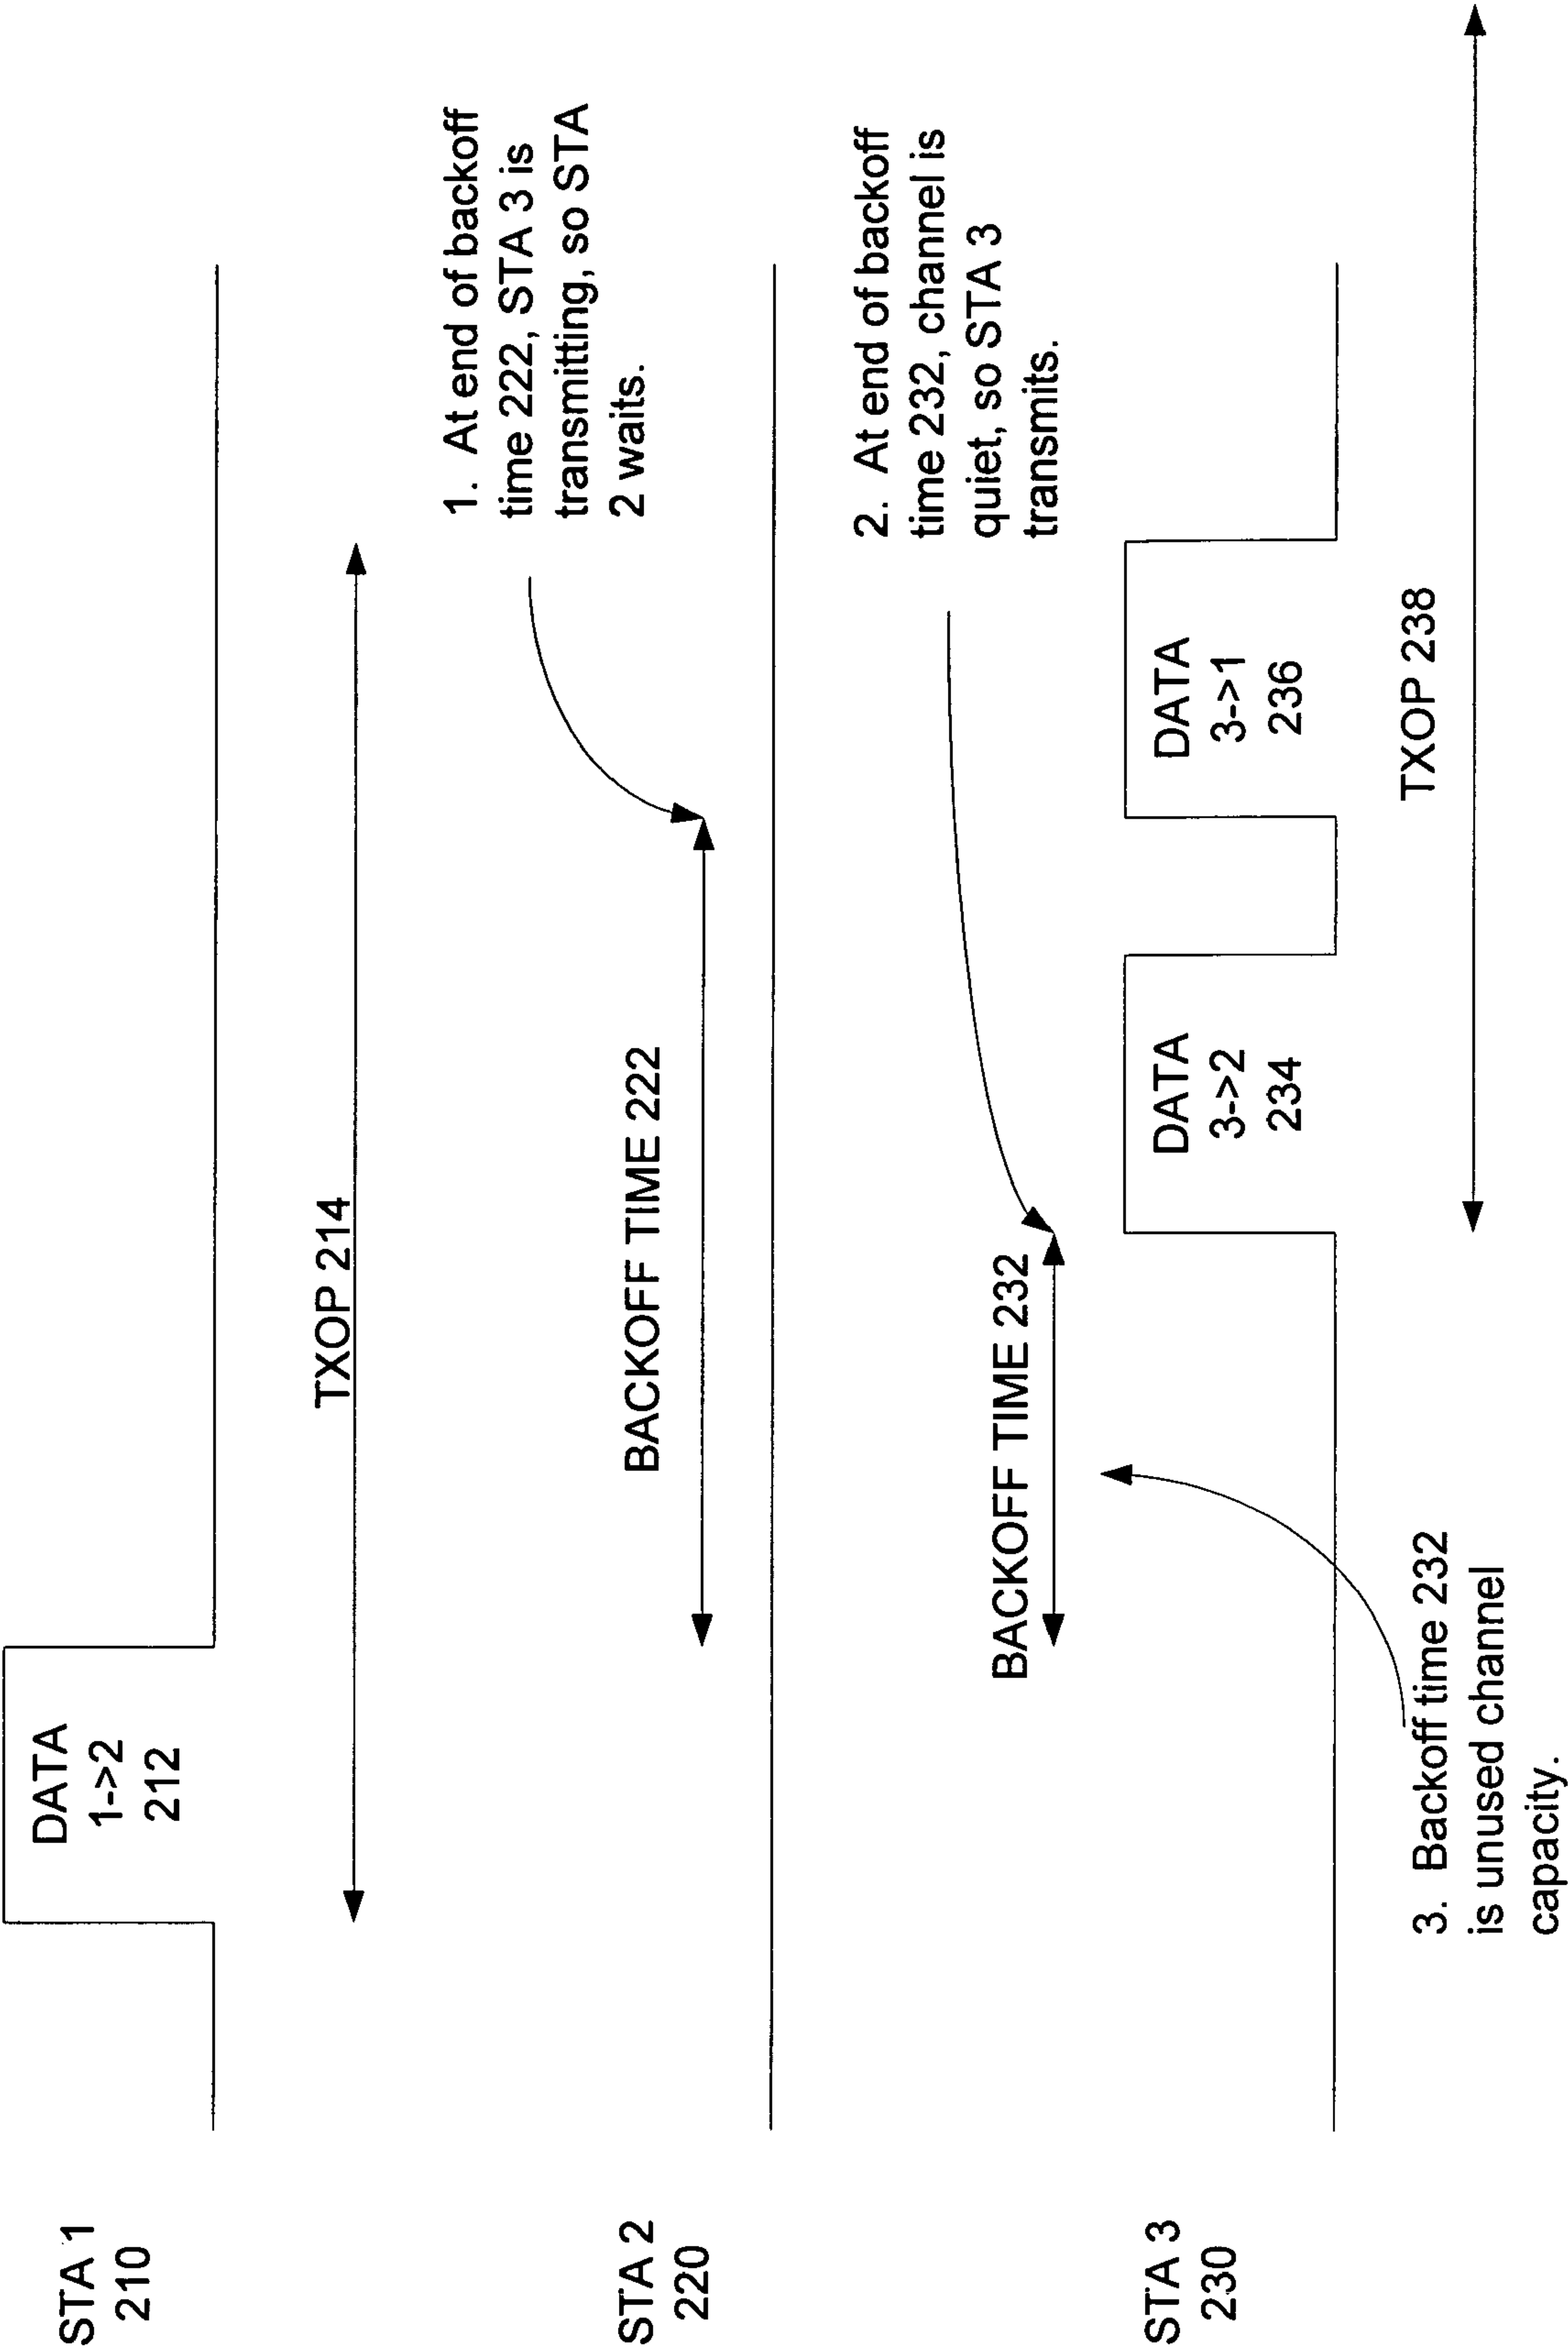 STA 1
210
DATA
1->2
212
TXOP 214
1. At end of backoff
time 222, STA 3 is
transmitting, so STA
2 waits.
STA 2
220
BACKOFF TIME 222
2. At end of backoff
time 232, channel is
quiet, so STA 3
transmits.
BACKOFF TIME 232
STA 3
230
DATA
3->2
234
DATA
3->1
236
TXOP 238
3. Backoff time 232
is unused channel
capacity.